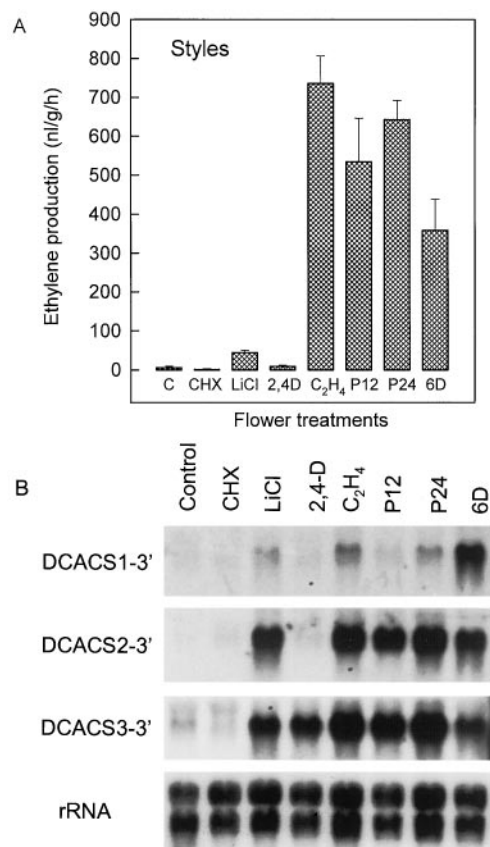 A
Styles
Ethylene production (nl/g/h)
900
800
700
600
500
400
300
200
100
0
C CHX LiCl 2,4D C₂H₄ P12 P24 6D
Flower treatments
B
Control CHX LiCl 2,4-D C₂H₄ P12 P24 6D
DCACS1-3'
DCACS2-3'
DCACS3-3'
rRNA